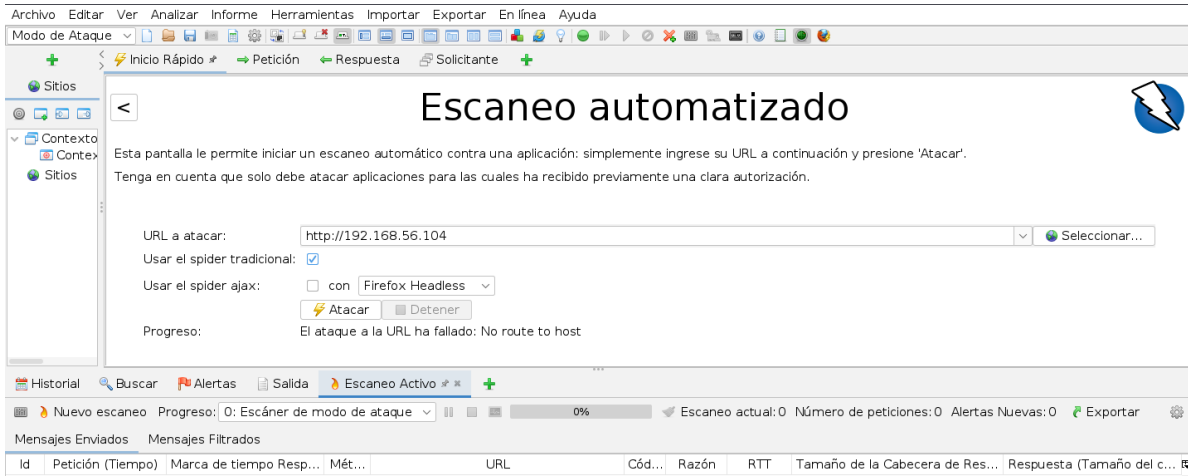 Archivo Editar Ver Analizar Informe Herramientas Importar Exportar En línea Ayuda
Modo de Ataque
Inicio Rápido Petición Respuesta Solicitante
Sitios
<
Escaneo automatizado
Contexto
Contex
Sitios
Esta pantalla le permite iniciar un escaneo automático contra una aplicación: simplemente ingrese su URL a continuación y presione 'Atacar'.
Tenga en cuenta que solo debe atacar aplicaciones para las cuales ha recibido previamente una clara autorización.
URL a atacar: http://192.168.56.104 Seleccionar...
Usar el spider tradicional:
Usar el spider ajax: con Firefox Headless
Atacar Detener
Progreso: El ataque a la URL ha fallado: No route to host
Historial Buscar Alertas Salida Escaneo Activo
Nuevo escaneo Progreso: 0: Escáner de modo de ataque 0% Escaneo actual: 0 Número de peticiones: 0 Alertas Nuevas: 0 Exportar
Mensajes Enviados Mensajes Filtrados
Id Petición (Tiempo) Marca de tiempo Resp... Mét... URL Cód... Razón RTT Tamaño de la Cabecera de Res... Respuesta (Tamaño del c...